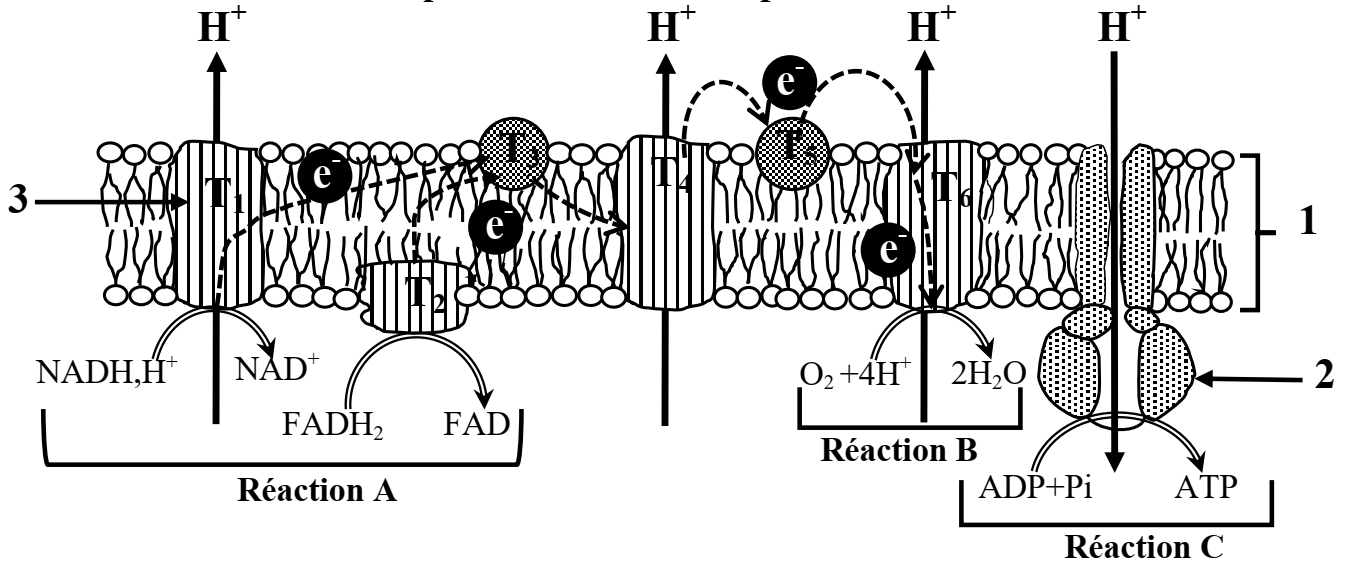 H⁺ H⁺ H⁺ H⁺
e⁻
T₃ T₅
e⁻
3 T₁ T₄ T₆ 1
e⁻ e⁻
T₂
NADH,H⁺ NAD⁺ O₂ +4H⁺ 2H₂O 2
FADH₂ FAD
Réaction B
Réaction A ADP+Pi ATP
Réaction C